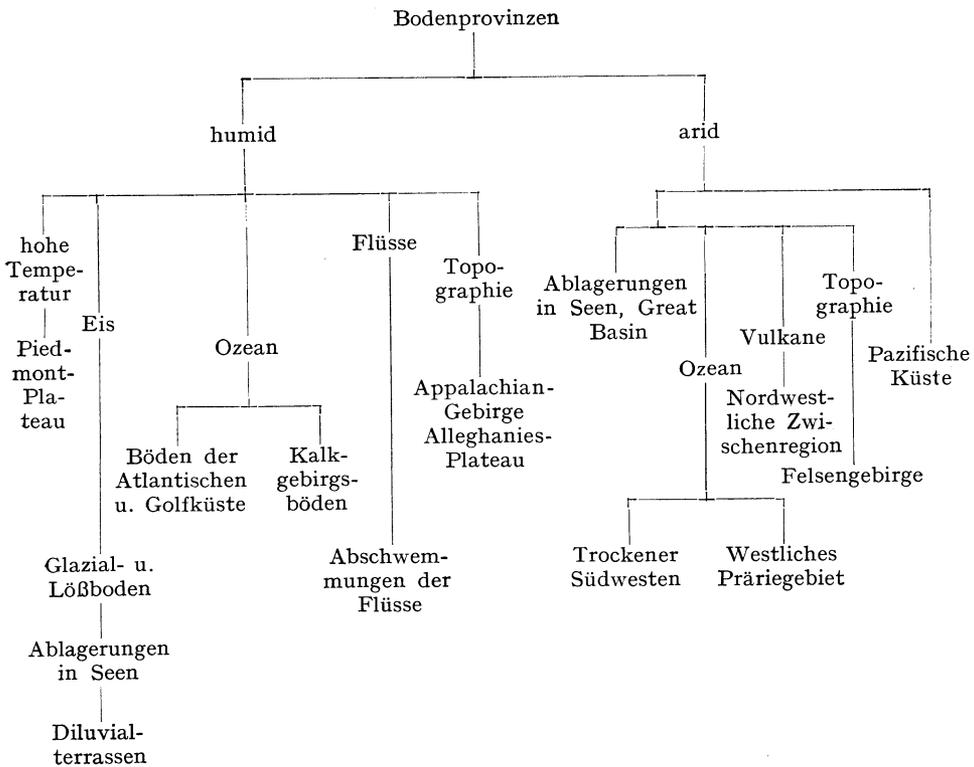 Bodenprovinzen
humid
arid
hohe
Tempe-
ratur
Pied-
mont-
Pla-
teau
Eis
Glazial- u.
Lößboden
Ablagerungen
in Seen
Diluvial-
terrassen
Ozean
Böden der
Atlantischen
u. Golfküste
Kalk-
gebirgs-
böden
Flüsse
Abschwem-
mungen der
Flüsse
Topo-
graphie
Appalachian-
Gebirge
Alleghanies-
Plateau
Ablagerungen
in Seen, Great
Basin
Ozean
Trockener
Südwesten
Westliches
Präriegebiet
Vulkane
Nordwest-
liche Zwi-
schenregion
Topo-
graphie
Felsengebirge
Pazifische
Küste